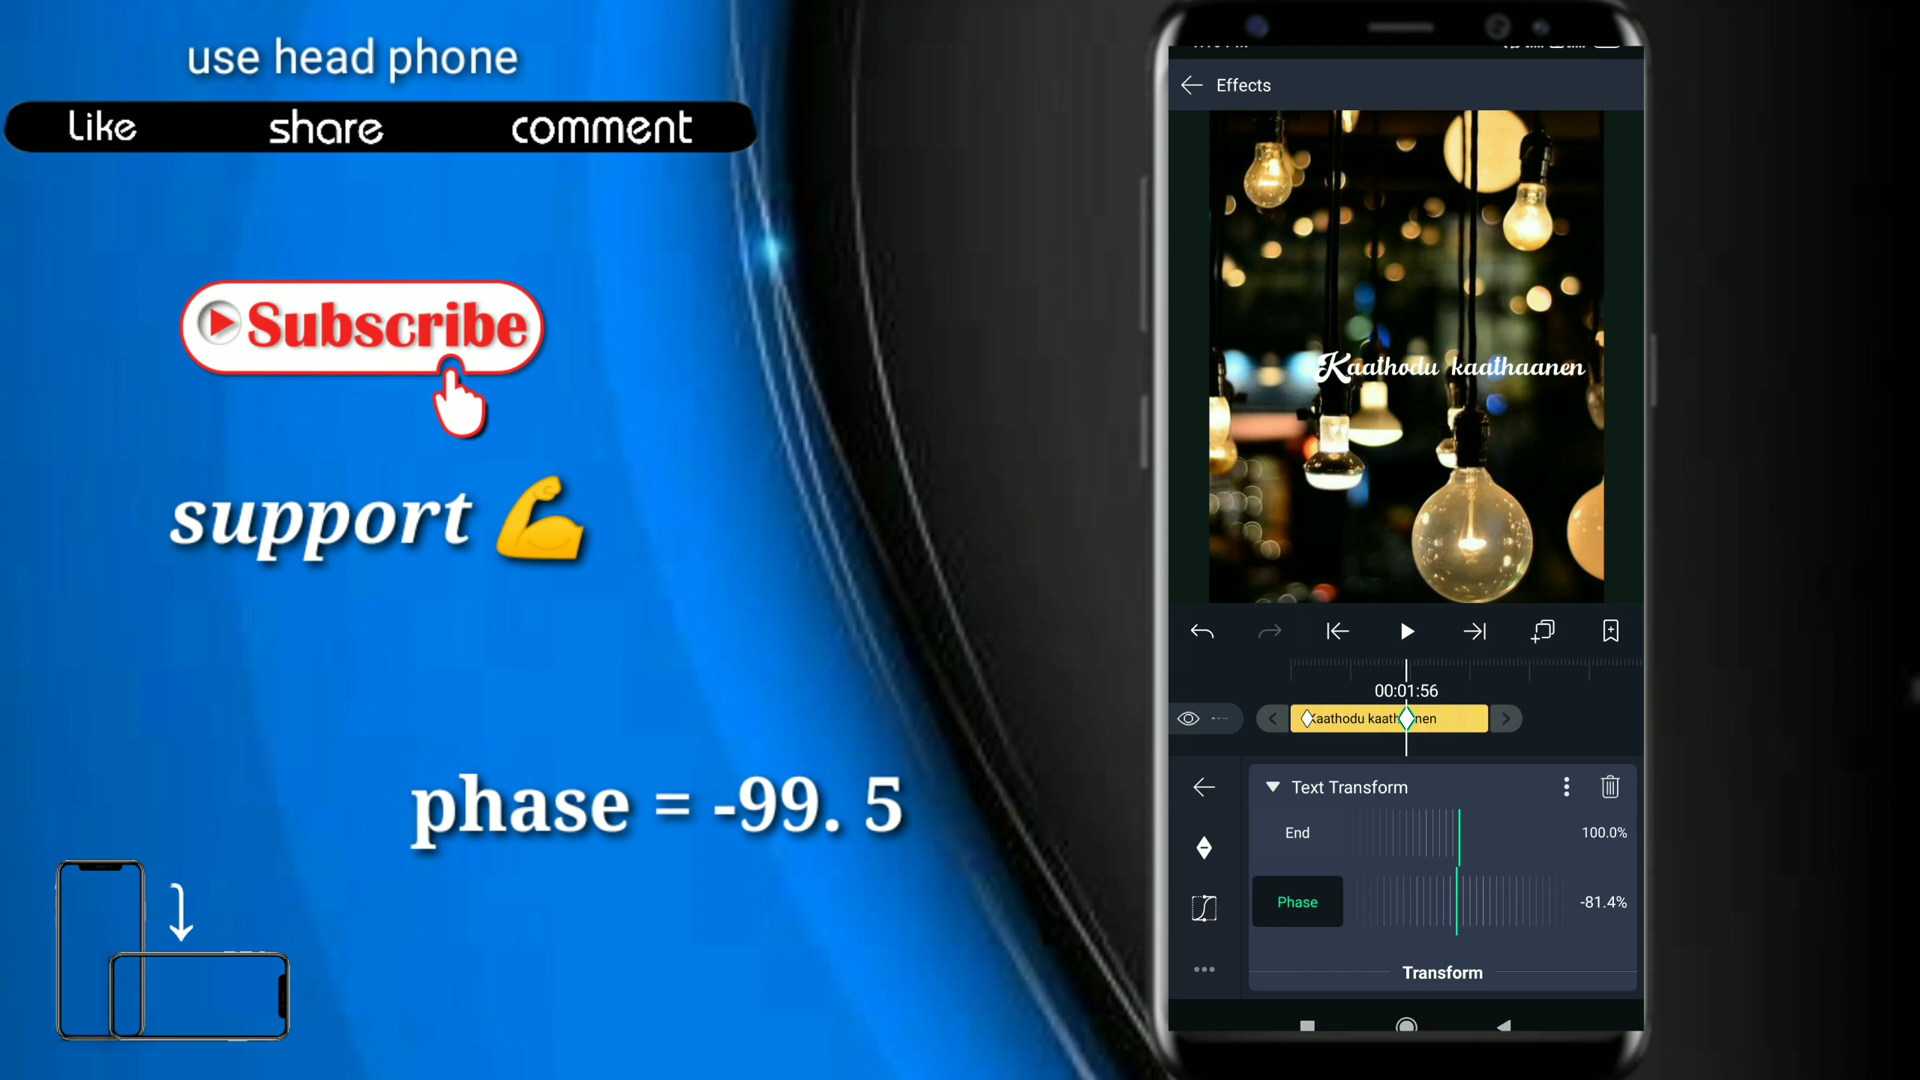 use head phone
Like share comment
Subscribe
support
phase = -99. 5
Effects
Kaathodu kaathaanen
00:01:56
Text Transform
End 100.0%
Phase -81.4%
Transform